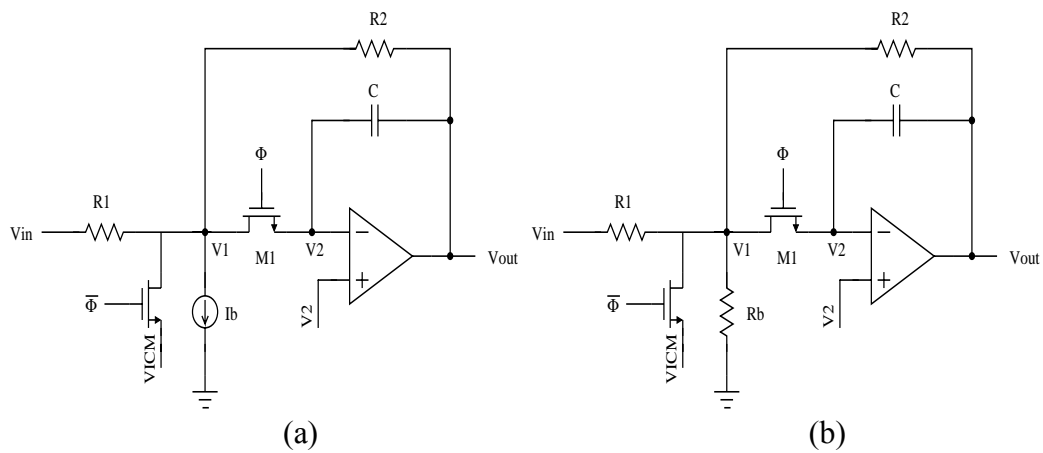 R2
C
Φ
R1
Vin
V1
M1
V2
−
+
Vout
Φ̅
VICM
Ib
V2
(a)
R2
C
Φ
R1
Vin
V1
M1
V2
−
+
Vout
Φ̅
VICM
Rb
V2
(b)